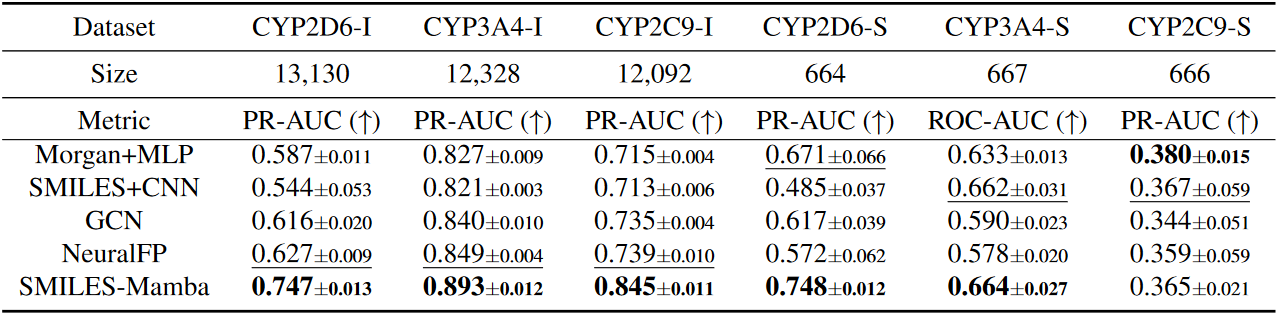 Dataset CYP2D6-I CYP3A4-I CYP2C9-I CYP2D6-S CYP3A4-S CYP2C9-S
Size 13,130 12,328 12,092 664 667 666
Metric PR-AUC (↑) PR-AUC (↑) PR-AUC (↑) PR-AUC (↑) ROC-AUC (↑) PR-AUC (↑)
Morgan+MLP 0.587±0.011 0.827±0.009 0.715±0.004 0.671±0.066 0.633±0.013 0.380±0.015
SMILES+CNN 0.544±0.053 0.821±0.003 0.713±0.006 0.485±0.037 0.662±0.031 0.367±0.059
GCN 0.616±0.020 0.840±0.010 0.735±0.004 0.617±0.039 0.590±0.023 0.344±0.051
NeuralFP 0.627±0.009 0.849±0.004 0.739±0.010 0.572±0.062 0.578±0.020 0.359±0.059
SMILES-Mamba 0.747±0.013 0.893±0.012 0.845±0.011 0.748±0.012 0.664±0.027 0.365±0.021